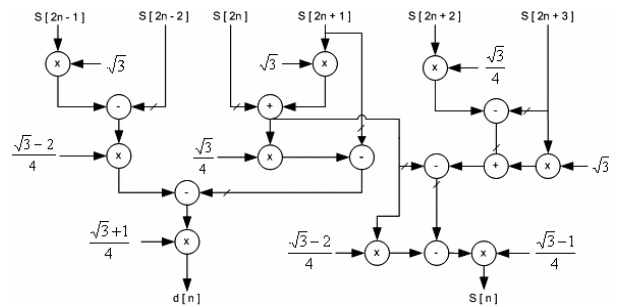 S [ 2n - 1 ] S [ 2n - 2 ] S [ 2n ] S [ 2n + 1 ] S [ 2n + 2 ] S [ 2n + 3 ]
x √3 √3 x x √3/4
- + -
(√3-2)/4 x √3/4 x - - + x √3
-
(√3+1)/4 x (√3-2)/4 x - x (√3-1)/4
d [ n ] S [ n ]